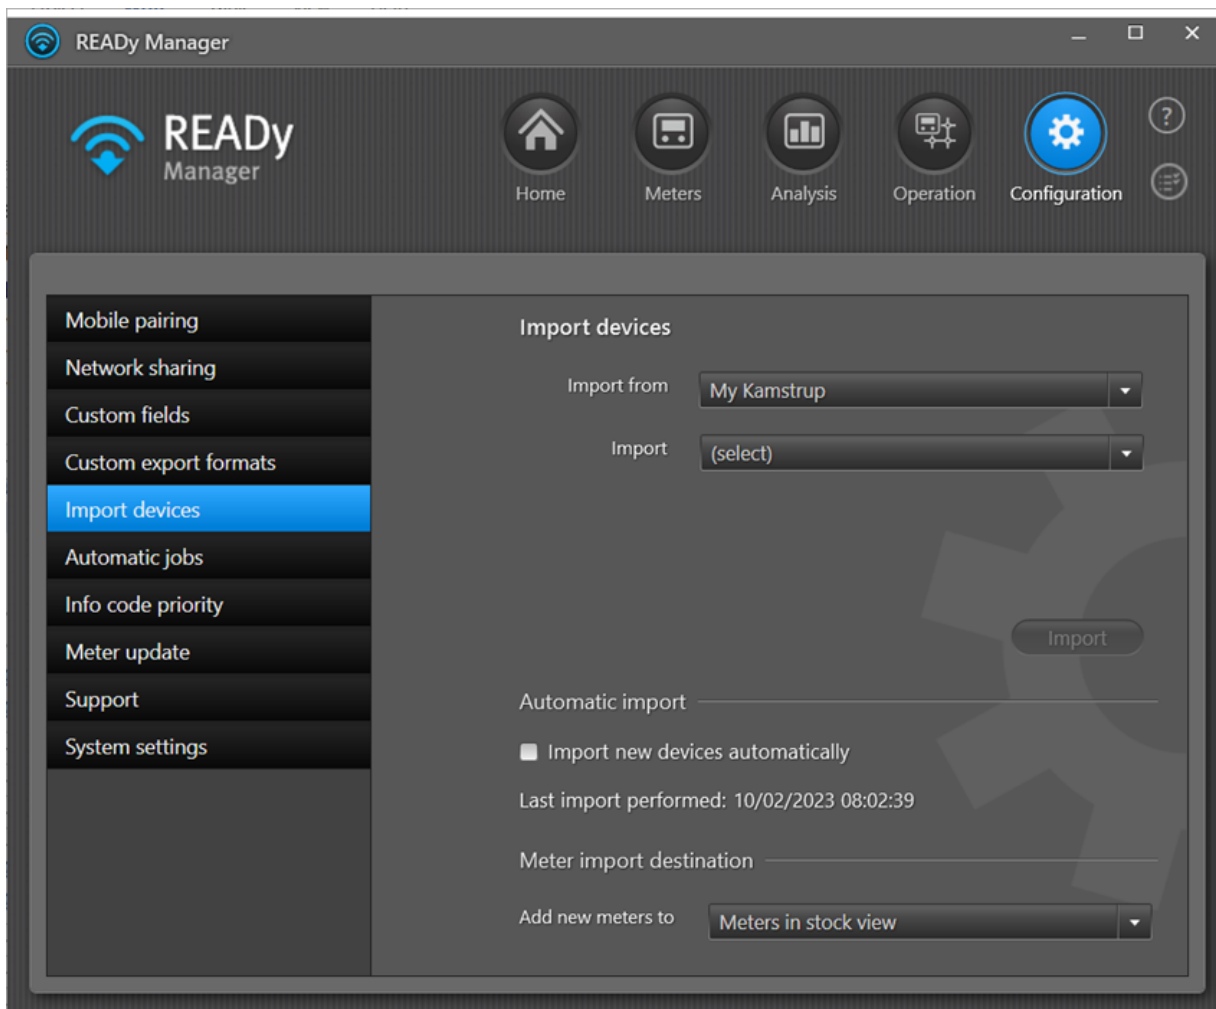 READy Manager
READy
Manager
?
Home
Meters
Analysis
Operation
Configuration
Mobile pairing
Network sharing
Custom fields
Custom export formats
Import devices
Automatic jobs
Info code priority
Meter update
Support
System settings
Import devices
Import from My Kamstrup
Import (select)
Import
Automatic import
Import new devices automatically
Last import performed: 10/02/2023 08:02:39
Meter import destination
Add new meters to Meters in stock view